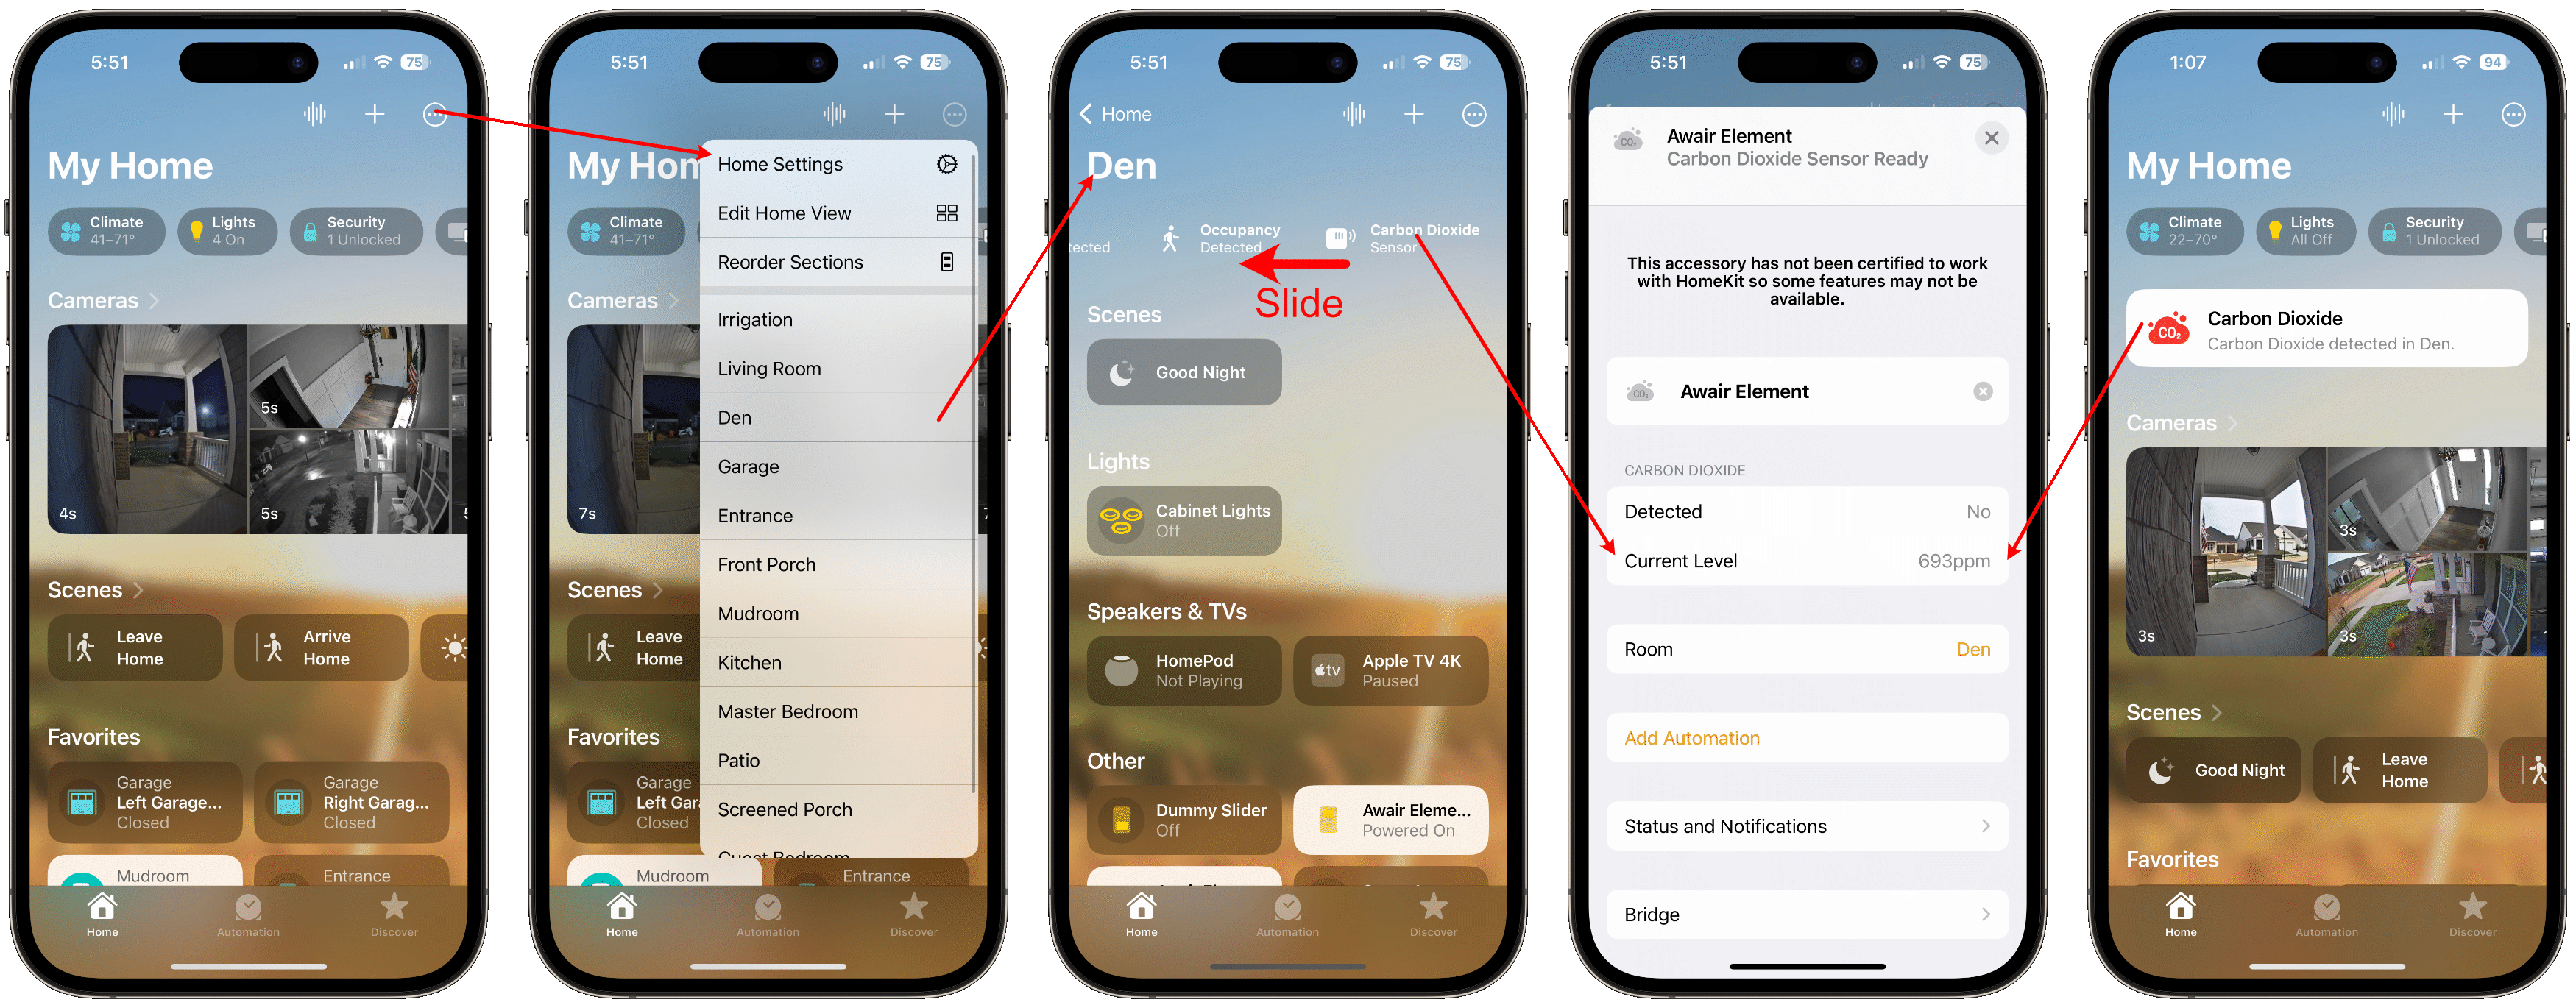 5:51
75
My Home
Climate
41–71°
Lights
4 On
Security
1 Unlocked
Cameras
4s
5s
5s
Scenes
Leave
Home
Arrive
Home
Favorites
Garage
Left Garage...
Closed
Garage
Right Garag...
Closed
Mudroom
Entrance
Home
Automation
Discover
5:51
75
My Hom
Climate
41–71°
Cameras
7s
Scenes
Leave
Home
Favorites
Garage
Left Gara
Closed
Mudroom
Entrance
Home Settings
Edit Home View
Reorder Sections
Irrigation
Living Room
Den
Garage
Entrance
Front Porch
Mudroom
Kitchen
Master Bedroom
Patio
Screened Porch
Guest Bedroom
Home
Automation
Discover
5:51
75
Home
Den
tected
Occupancy
Detected
Carbon Dioxide
Sensor
Slide
Scenes
Good Night
Lights
Cabinet Lights
Off
Speakers & TVs
HomePod
Not Playing
tv
Apple TV 4K
Paused
Other
Dummy Slider
Off
Awair Eleme...
Powered On
Home
Automation
Discover
5:51
75
CO₂
Awair Element
Carbon Dioxide Sensor Ready
This accessory has not been certified to work
with HomeKit so some features may not be
available.
CO₂
Awair Element
CARBON DIOXIDE
Detected
No
Current Level
693ppm
Room
Den
Add Automation
Status and Notifications
Bridge
1:07
94
My Home
Climate
22–70°
Lights
All Off
Security
1 Unlocked
CO₂
Carbon Dioxide
Carbon Dioxide detected in Den.
Cameras
3s
3s
3s
Scenes
Good Night
Leave
Home
Favorites
Home
Automation
Discover